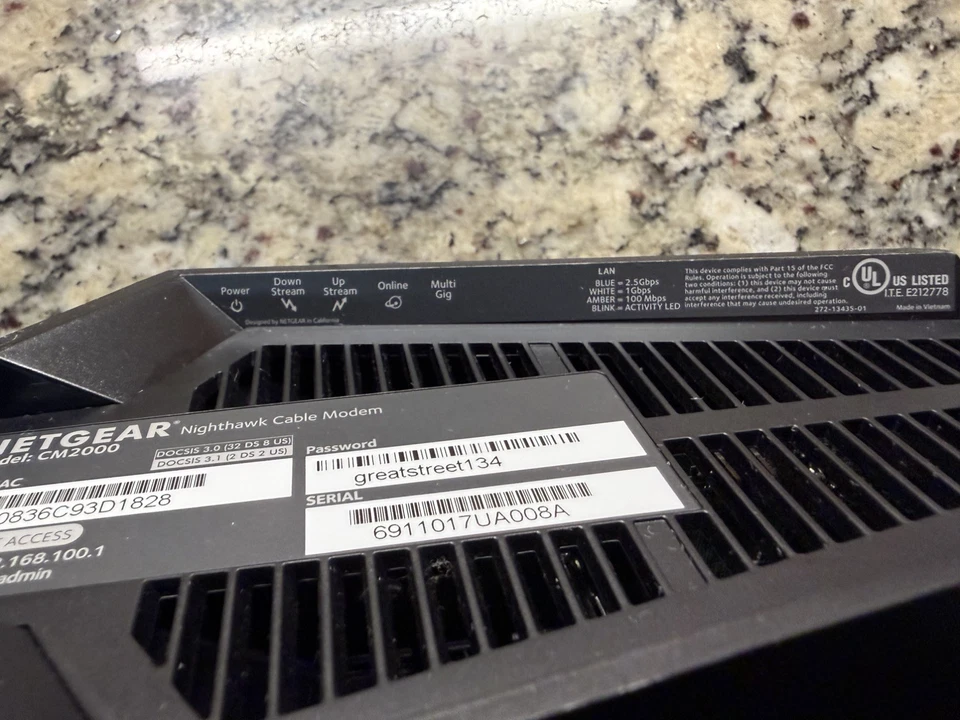 Power Down Stream Up Stream Online Multi Gig
Designed by NETGEAR in California
LAN
BLUE = 2.5Gbps
WHITE = 1Gbps
AMBER = 100 Mbps
BLINK = ACTIVITY LED
This device complies with Part 15 of the FCC
Rules. Operation is subject to the following
two conditions: (1) this device may not cause
harmful interference, and (2) this device must
accept any interference received, including
interference that may cause undesired operation.
272-13435-01
C UL US LISTED
I.T.E. E212778
Made in Vietnam
NETGEAR® Nighthawk Cable Modem
del: CM2000
DOCSIS 3.0 (32 DS 8 US)
DOCSIS 3.1 (2 DS 2 US)
AC
0836C93D1828
ACCESS
.168.100.1
admin
Password
greatstreet134
SERIAL
6911017UA008A